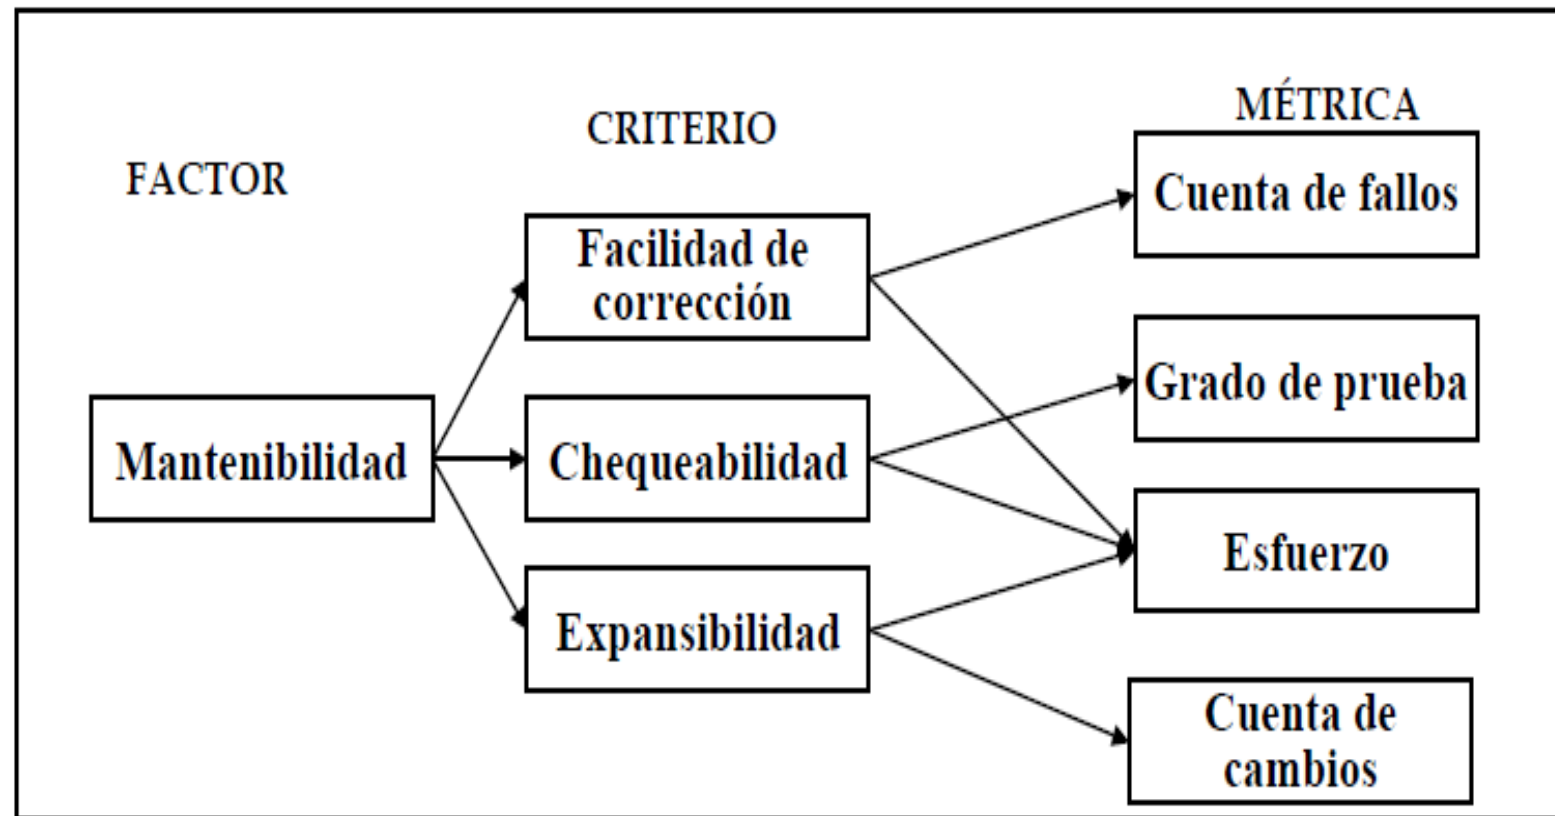 FACTOR
CRITERIO
MÉTRICA
Mantenibilidad
Facilidad de
corrección
Chequeabilidad
Expansibilidad
Cuenta de fallos
Grado de prueba
Esfuerzo
Cuenta de
cambios